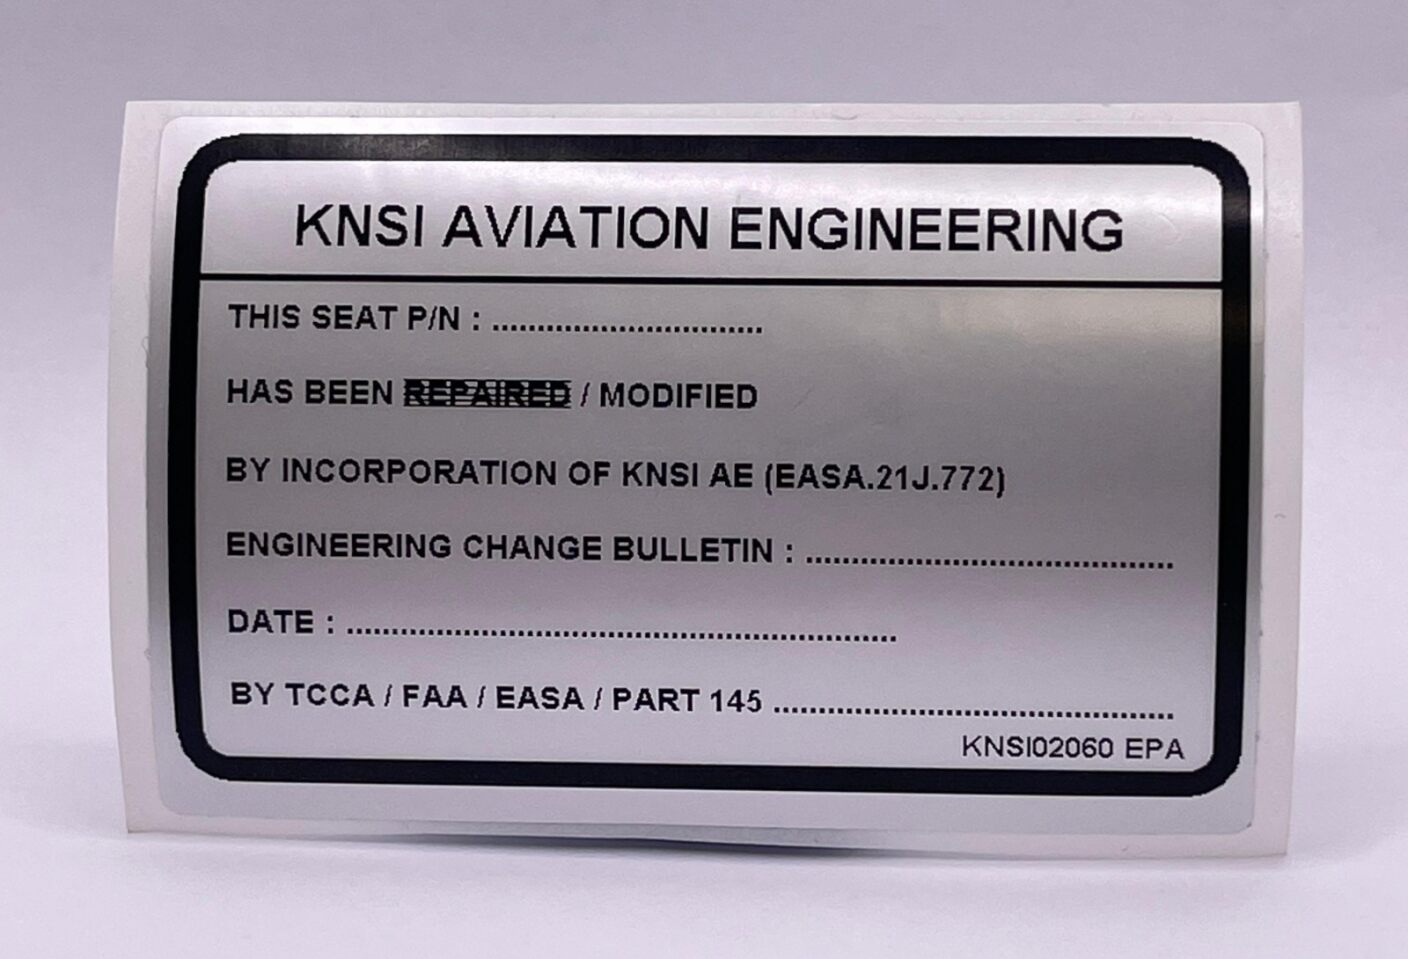 KNSI AVIATION ENGINEERING
THIS SEAT P/N : ..............................
HAS BEEN REPAIRED / MODIFIED
BY INCORPORATION OF KNSI AE (EASA.21J.772)
ENGINEERING CHANGE BULLETIN : ........................................
DATE : ............................................................
BY TCCA / FAA / EASA / PART 145 ............................................
KNSI02060 EPA